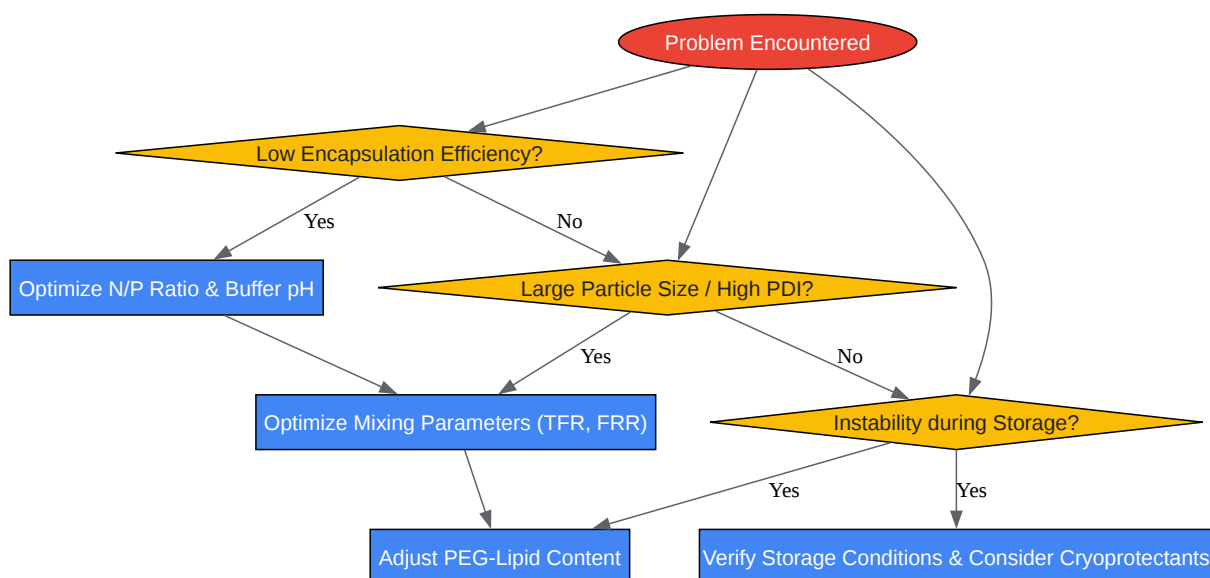 Problem Encountered
Low Encapsulation Efficiency?
Yes
No
Optimize N/P Ratio & Buffer pH
Large Particle Size / High PDI?
Yes
No
Optimize Mixing Parameters (TFR, FRR)
Instability during Storage?
Yes
Yes
Adjust PEG-Lipid Content
Verify Storage Conditions & Consider Cryoprotectants